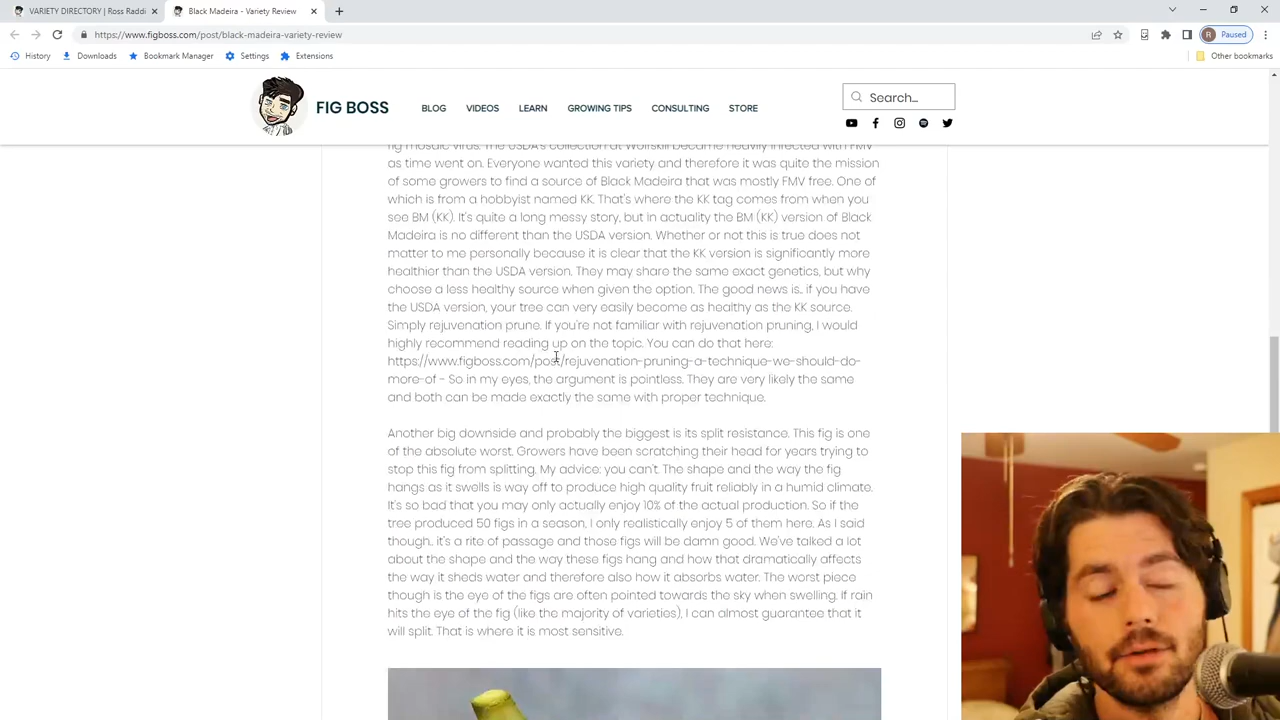 VARIETY DIRECTORY | Ross Raddi
Black Madeira - Variety Review
https://www.figboss.com/post/black-madeira-variety-review
R Paused
History Downloads Bookmark Manager Settings Extensions Other bookmarks
FIG BOSS BLOG VIDEOS LEARN GROWING TIPS CONSULTING STORE Search...
fig mosaic virus. The USDA's collection at Wolfskill became heavily infected with FMV
as time went on. Everyone wanted this variety and therefore it was quite the mission
of some growers to find a source of Black Madeira that was mostly FMV free. One of
which is from a hobbyist named KK. That's where the KK tag comes from when you
see BM (KK). It's quite a long messy story, but in actuality the BM (KK) version of Black
Madeira is no different than the USDA version. Whether or not this is true does not
matter to me personally because it is clear that the KK version is significantly more
healthier than the USDA version. They may share the same exact genetics, but why
choose a less healthy source when given the option. The good news is.. if you have
the USDA version, your tree can very easily become as healthy as the KK source.
Simply rejuvenation prune. If you're not familiar with rejuvenation pruning, I would
highly recommend reading up on the topic. You can do that here:
https://www.figboss.com/post/rejuvenation-pruning-a-technique-we-should-do-
more-of - So in my eyes, the argument is pointless. They are very likely the same
and both can be made exactly the same with proper technique.
Another big downside and probably the biggest is its split resistance. This fig is one
of the absolute worst. Growers have been scratching their head for years trying to
stop this fig from splitting. My advice: you can't. The shape and the way the fig
hangs as it swells is way off to produce high quality fruit reliably in a humid climate.
It's so bad that you may only actually enjoy 10% of the actual production. So if the
tree produced 50 figs in a season, I only realistically enjoy 5 of them here. As I said
though.. it's a rite of passage and those figs will be damn good. We've talked a lot
about the shape and the way these figs hang and how that dramatically affects
the way it sheds water and therefore also how it absorbs water. The worst piece
though is the eye of the figs are often pointed towards the sky when swelling. If rain
hits the eye of the fig (like the majority of varieties), I can almost guarantee that it
will split. That is where it is most sensitive.